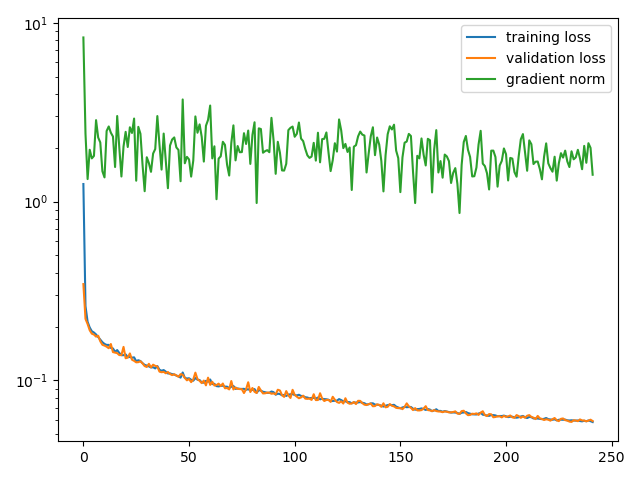 10¹
10⁰
10⁻¹
training loss
validation loss
gradient norm
0 50 100 150 200 250